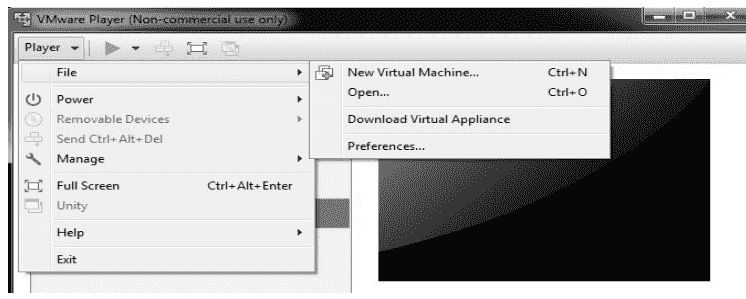 VMware Player (Non-commercial use only)
Player
File
Power
Removable Devices
Send Ctrl+Alt+Del
Manage
Full Screen Ctrl+Alt+Enter
Unity
Help
Exit
New Virtual Machine... Ctrl+N
Open... Ctrl+O
Download Virtual Appliance
Preferences...